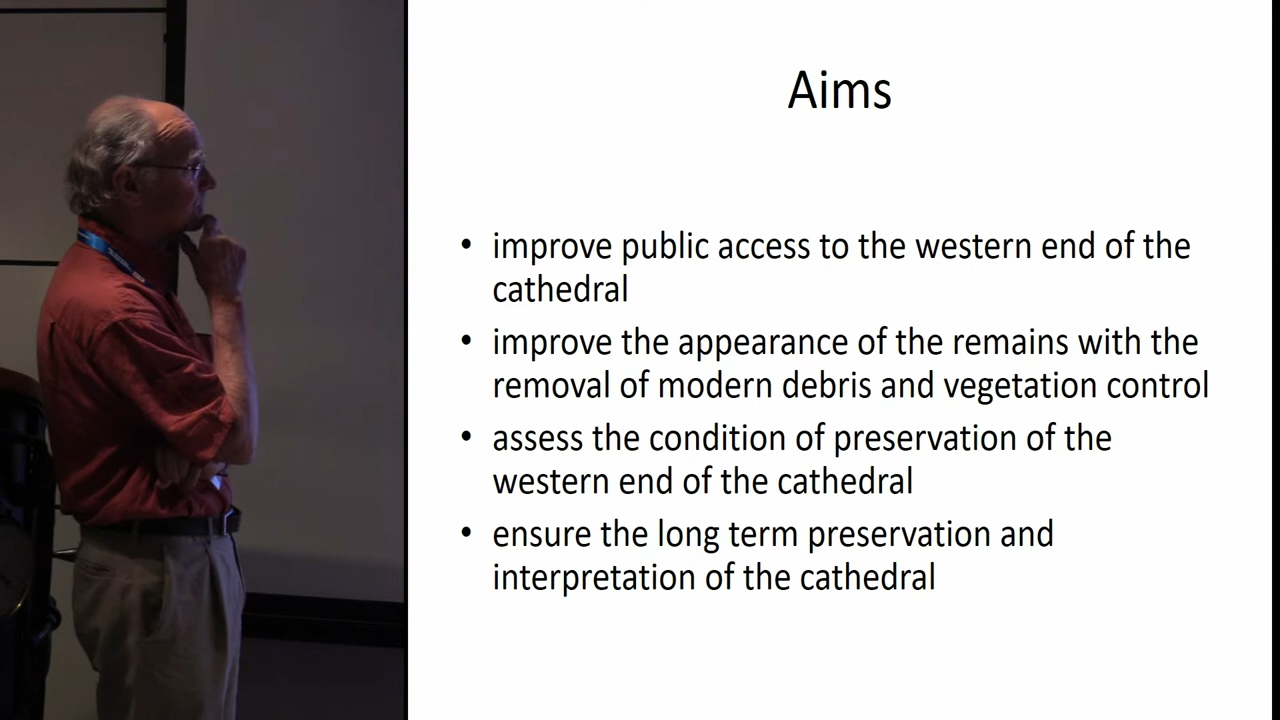 Aims
• improve public access to the western end of the
cathedral
• improve the appearance of the remains with the
removal of modern debris and vegetation control
• assess the condition of preservation of the
western end of the cathedral
• ensure the long term preservation and
interpretation of the cathedral